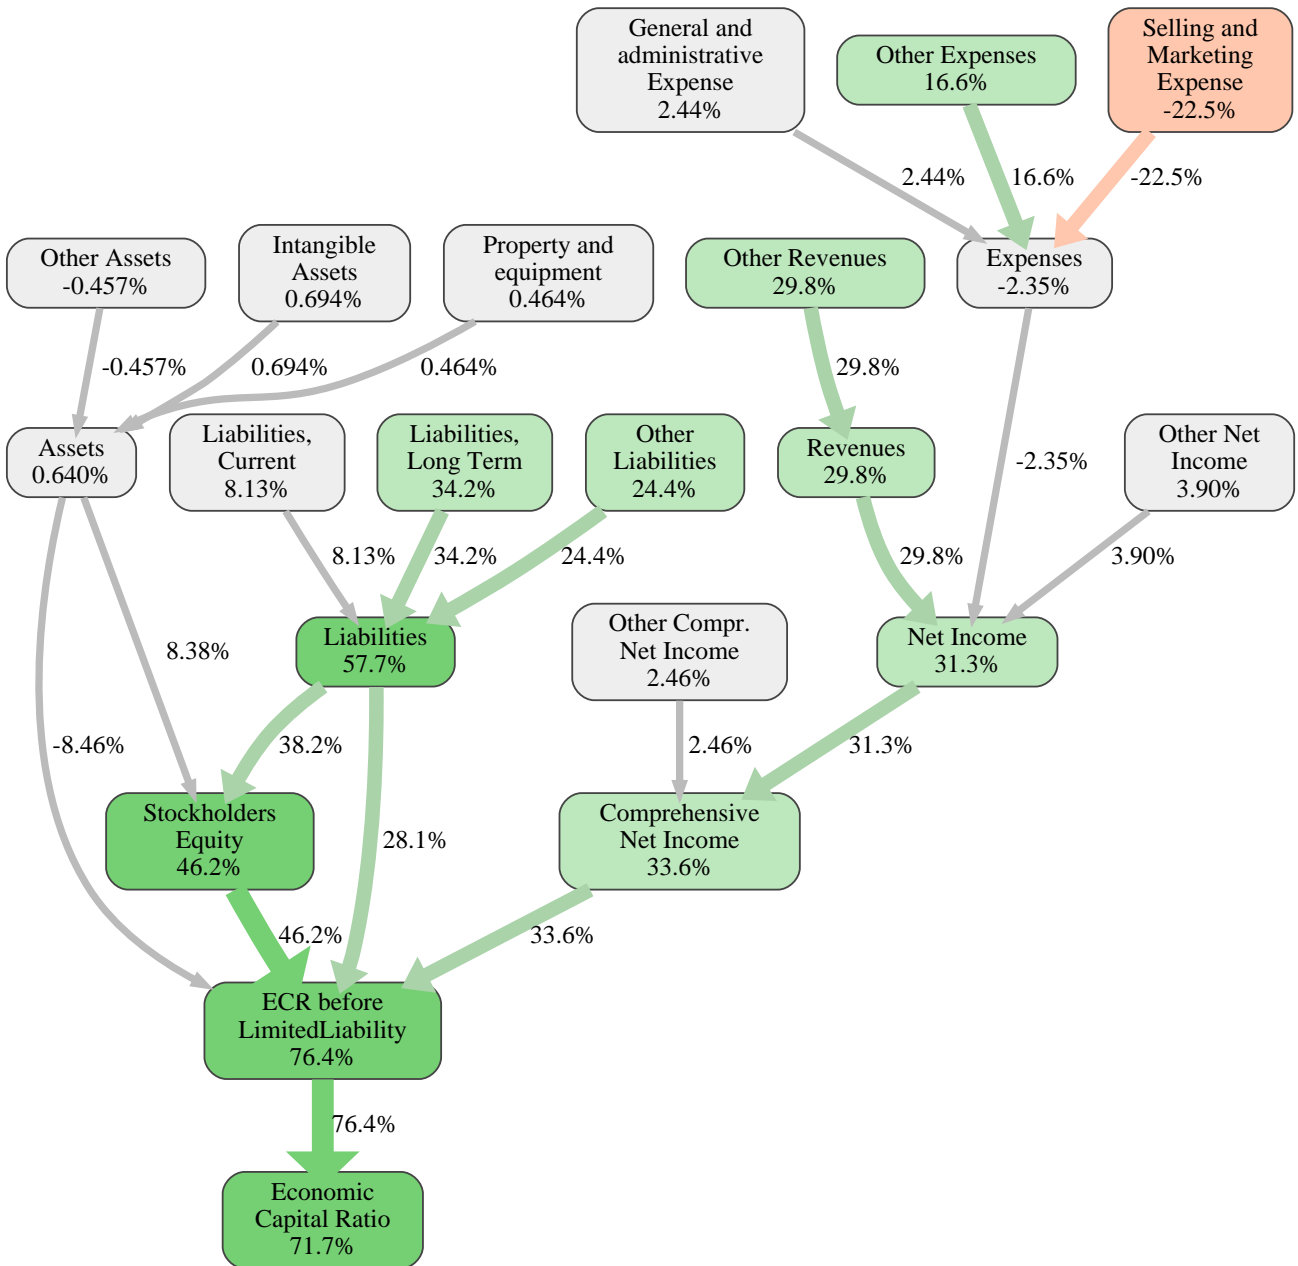 General and
administrative
Expense
2.44%
Other Expenses
16.6%
Selling and
Marketing
Expense
-22.5%
2.44%
16.6%
-22.5%
Other Assets
-0.457%
Intangible
Assets
0.694%
Property and
equipment
0.464%
Other Revenues
29.8%
Expenses
-2.35%
-0.457%
0.694%
0.464%
29.8%
Assets
0.640%
Liabilities,
Current
8.13%
Liabilities,
Long Term
34.2%
Other
Liabilities
24.4%
Revenues
29.8%
-2.35%
Other Net
Income
3.90%
8.13%
34.2%
24.4%
29.8%
3.90%
8.38%
Liabilities
57.7%
Other Compr.
Net Income
2.46%
Net Income
31.3%
-8.46%
38.2%
2.46%
31.3%
Stockholders
Equity
46.2%
28.1%
Comprehensive
Net Income
33.6%
46.2%
33.6%
ECR before
LimitedLiability
76.4%
76.4%
Economic
Capital Ratio
71.7%